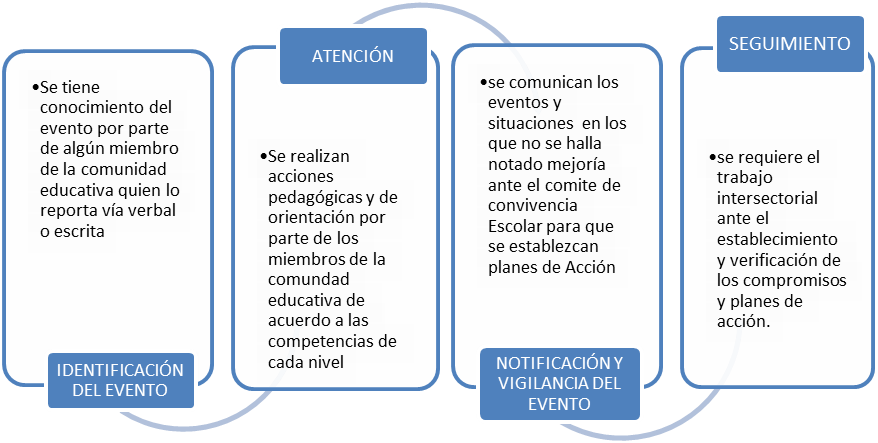 •Se tiene
conocimiento del
evento por parte
de algún miembro
de la comunidad
educativa quien lo
reporta vía verbal
o escrita
IDENTIFICACIÓN
DEL EVENTO
ATENCIÓN
•Se realizan
acciones
pedagógicas y de
orientación por
parte de los
miembros de la
comundad
educativa de
acuerdo a las
competencias de
cada nivel
•se comunican los
eventos y
situaciones en los
que no se halla
notado mejoría
ante el comite de
convivencia
Escolar para que
se establezcan
planes de Acción
NOTIFICACIÓN Y
VIGILANCIA DEL
EVENTO
SEGUIMIENTO
•se requiere el
trabajo
intersectorial
ante el
establecimiento
y verificación de
los compromisos
y planes de
acción.